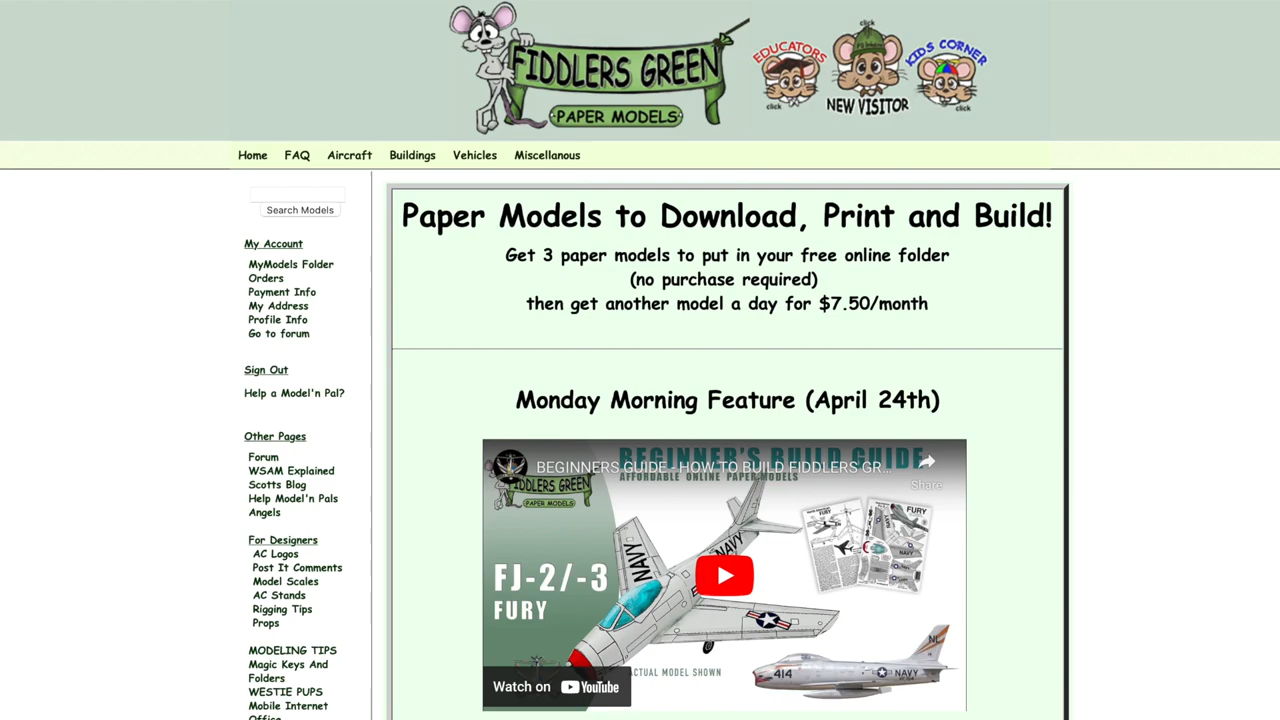 FIDDLERS GREEN
PAPER MODELS
EDUCATORS
click
click
NEW VISITOR
KIDS CORNER
click
Home
FAQ
Aircraft
Buildings
Vehicles
Miscellanous
Search Models
My Account
MyModels Folder
Orders
Payment Info
My Address
Profile Info
Go to forum
Sign Out
Help a Model'n Pal?
Other Pages
Forum
WSAM Explained
Scotts Blog
Help Model'n Pals
Angels
For Designers
AC Logos
Post It Comments
Model Scales
AC Stands
Rigging Tips
Props
MODELING TIPS
Magic Keys And
Folders
WESTIE PUPS
Mobile Internet
Office
Paper Models to Download, Print and Build!
Get 3 paper models to put in your free online folder
(no purchase required)
then get another model a day for $7.50/month
Monday Morning Feature (April 24th)
BEGINNER'S BUILD GUIDE
BEGINNERS GUIDE - HOW TO BUILD FIDDLERS GR...
AFFORDABLE ONLINE PAPER MODELS
Share
FIDDLERS GREEN
PAPER MODELS
FURY
FURY
NAVY
NAVY
FJ-2/-3
FURY
ACTUAL MODEL SHOWN
NL
414
NAVY
Watch on YouTube